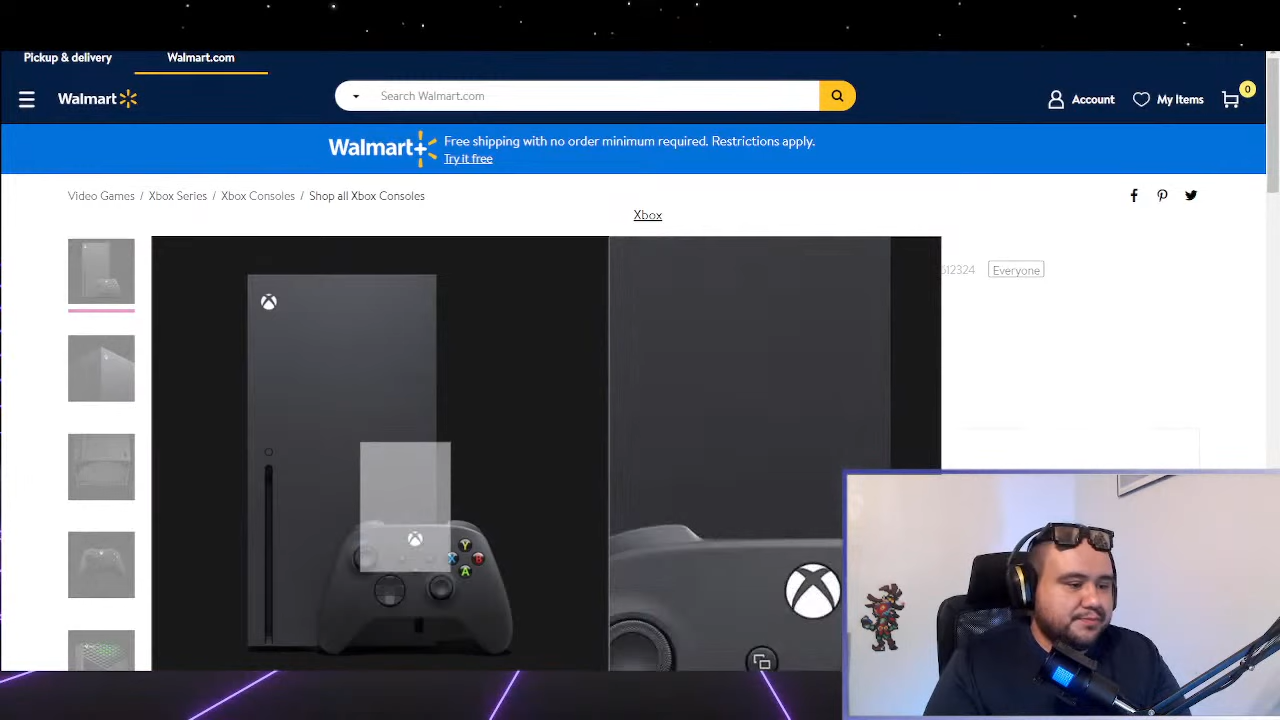 Pickup & delivery
Walmart.com
Walmart
Search Walmart.com
Account
My Items
0
Walmart+
Free shipping with no order minimum required. Restrictions apply.
Try it free
Video Games / Xbox Series / Xbox Consoles / Shop all Xbox Consoles
Xbox
612324
Everyone
Y
X
B
A